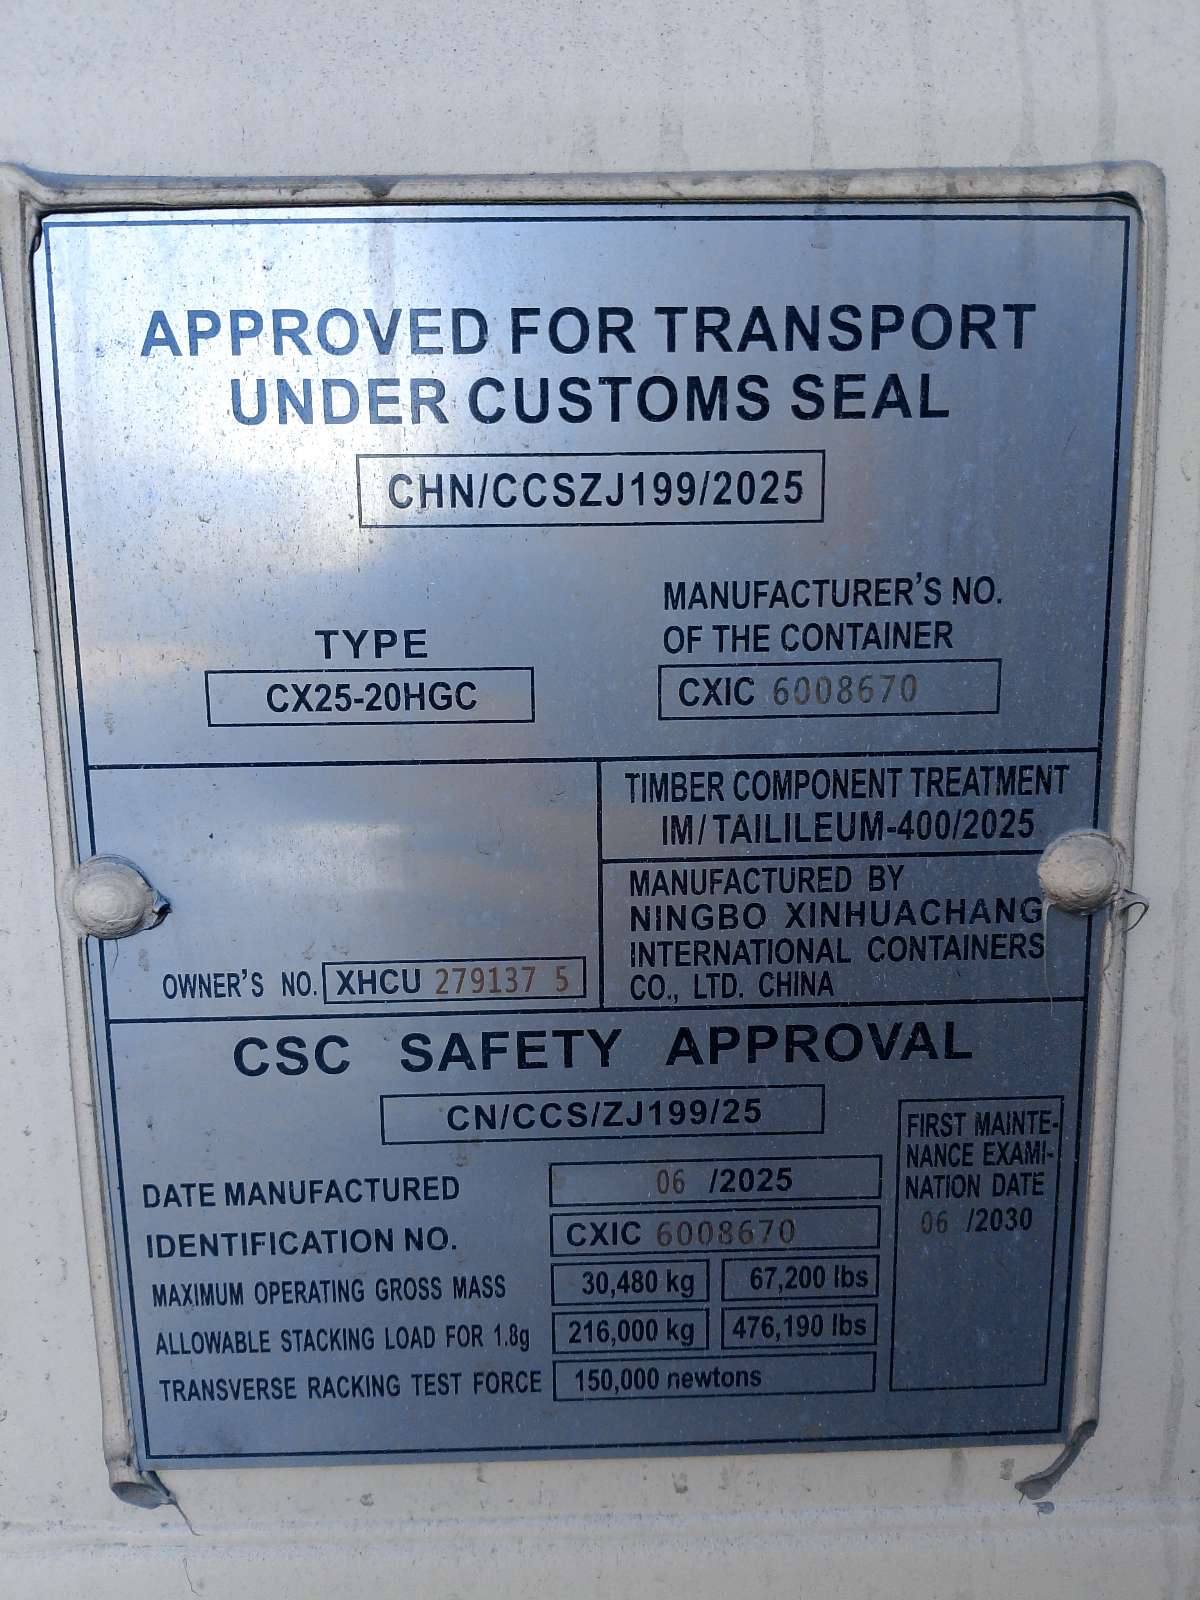 APPROVED FOR TRANSPORT
UNDER CUSTOMS SEAL
CHN/CCSZJ199/2025
TYPE
CX25-20HGC
MANUFACTURER'S NO.
OF THE CONTAINER
CXIC 6008670
TIMBER COMPONENT TREATMENT
IM/TAILILEUM-400/2025
MANUFACTURED BY
NINGBO XINHUACHANG
INTERNATIONAL CONTAINERS
CO., LTD. CHINA
OWNER'S NO. XHCU 279137 5
CSC SAFETY APPROVAL
CN/CCS/ZJ199/25
DATE MANUFACTURED 06 /2025
IDENTIFICATION NO. CXIC 6008670
MAXIMUM OPERATING GROSS MASS 30,480 kg 67,200 lbs
ALLOWABLE STACKING LOAD FOR 1.8g 216,000 kg 476,190 lbs
TRANSVERSE RACKING TEST FORCE 150,000 newtons
FIRST MAINTE-
NANCE EXAMI-
NATION DATE
06 /2030